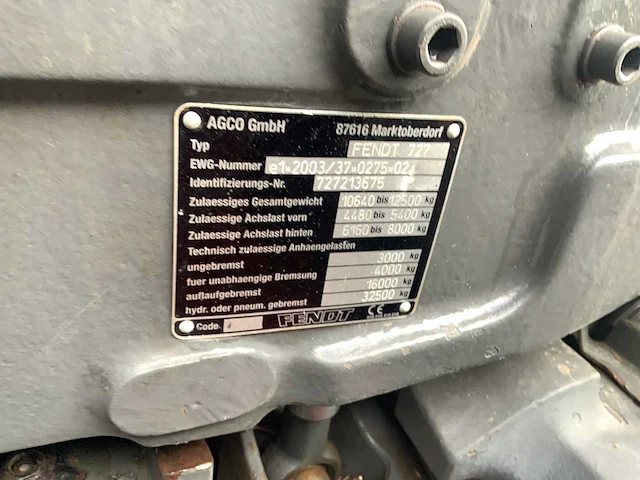 AGCO GmbH 87616 Marktoberdorf
Typ FENDT 727
EWG-Nummer e1*2003/37*0275*02
Identifizierungs-Nr. 727213675
Zulaessiges Gesamtgewicht 10640 bis 12500 kg
Zulaessige Achslast vorn 4480 bis 5400 kg
Zulaessige Achslast hinten 6160 bis 8000 kg
Technisch zulaessige Anhaengelasten
ungebremst 3000 kg
fuer unabhaengige Bremsung 4000 kg
auflaufgebremst 16000 kg
hydr. oder pneum. gebremst 32500 kg
Code. FENDT CE